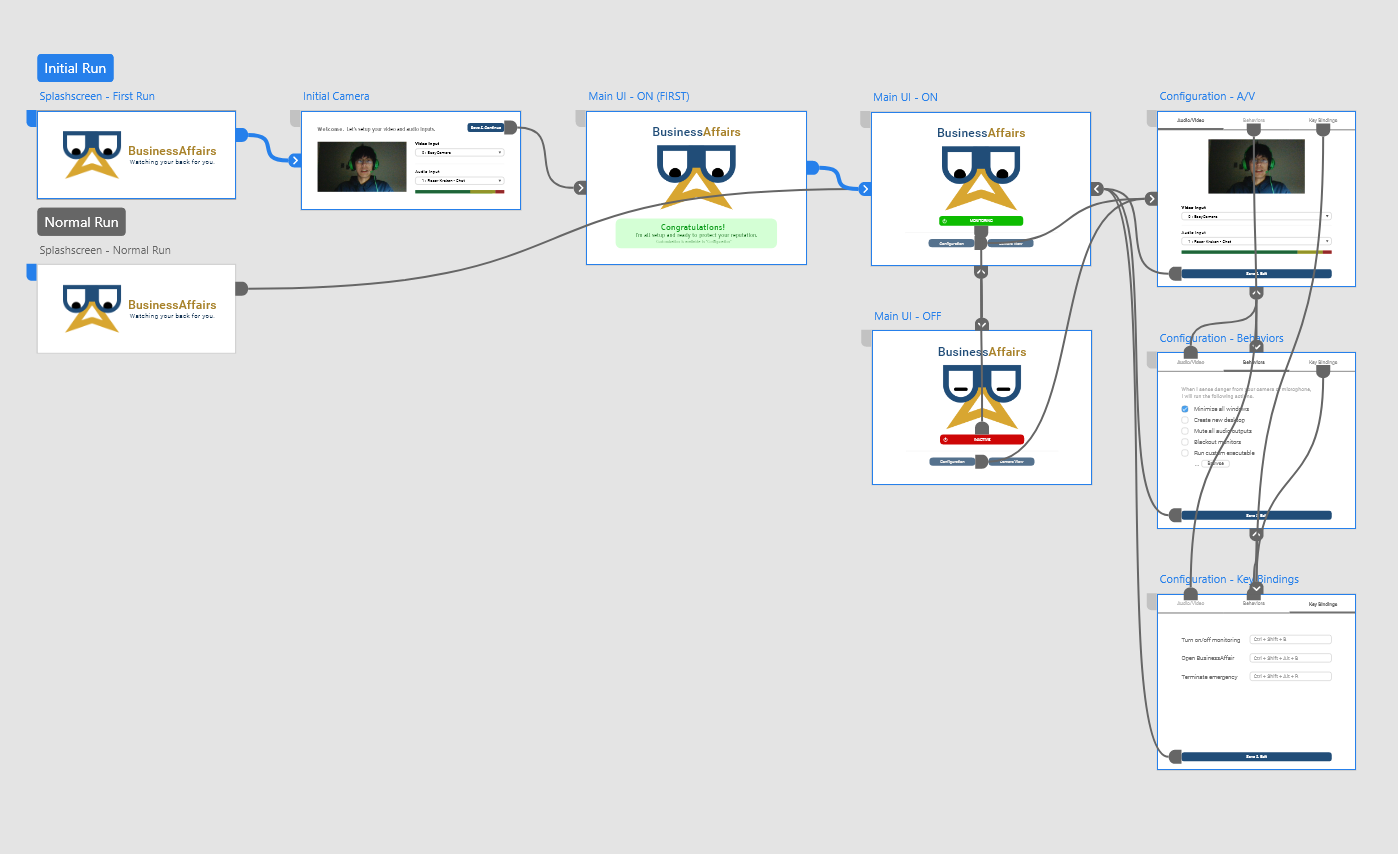 Initial Run
Splashscreen - First Run
BusinessAffairs
Watching your back for you.
Normal Run
Splashscreen - Normal Run
BusinessAffairs
Watching your back for you.
Initial Camera
Welcome. Let's setup your video and audio inputs.
Save & Continue
Video Input
0 : EasyCamera
Audio Input
1 : Razer Kraken - Chat
Main UI - ON (FIRST)
BusinessAffairs
Congratulations!
I'm all setup and ready to protect your reputation.
Main UI - ON
BusinessAffairs
MONITORING
Configuration
Camera View
Main UI - OFF
BusinessAffairs
INACTIVE
Configuration
Camera View
Configuration - A/V
Audio/Video
Behaviors
Key Bindings
Video Input
0 : EasyCamera
Audio Input
1 : Razer Kraken - Chat
Save & Exit
Configuration - Behaviors
Audio/Video
Behaviors
Key Bindings
When I sense danger from your camera or microphone,
I will run the following actions.
Minimize all windows
Create new desktop
Mute all audio outputs
Blackout monitors
Run custom executable
... Browse
Save & Exit
Configuration - Key Bindings
Audio/Video
Behaviors
Key Bindings
Turn on/off monitoring
Ctrl + Shift + B
Open BusinessAffair
Ctrl + Shift + Alt + B
Terminate emergency
Ctrl + Shift + Alt + R
Save & Exit